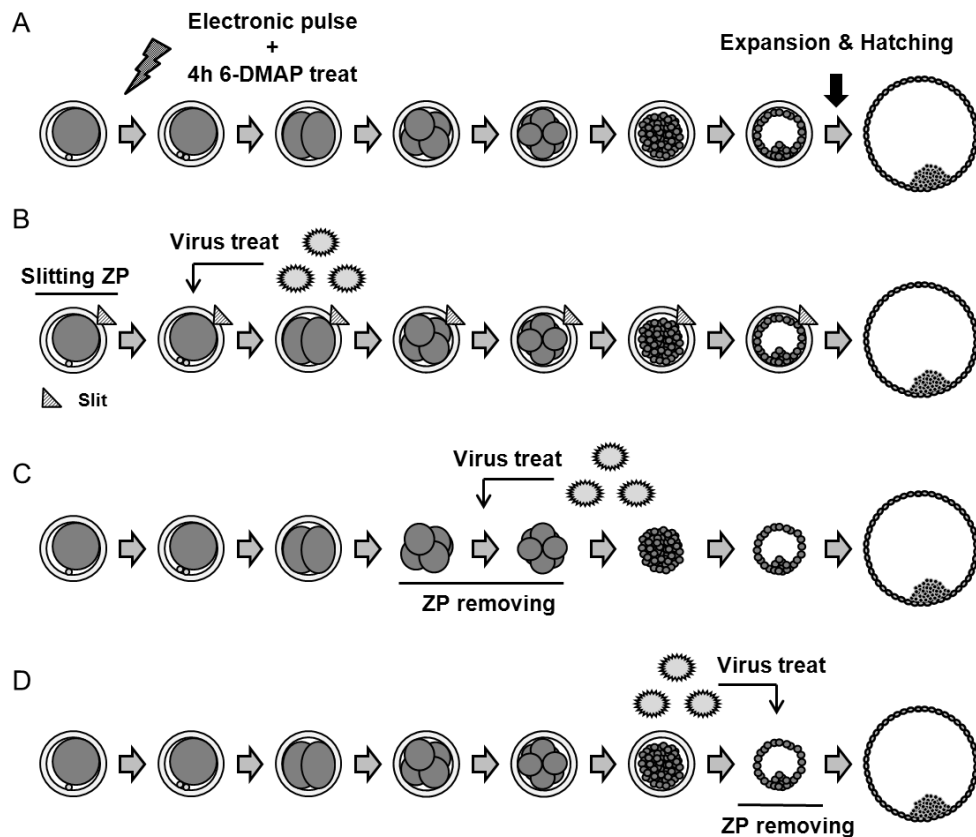 A
Electronic pulse
+
4h 6-DMAP treat
Expansion & Hatching
B
Virus treat
Slitting ZP
Slit
C
Virus treat
ZP removing
D
Virus treat
ZP removing